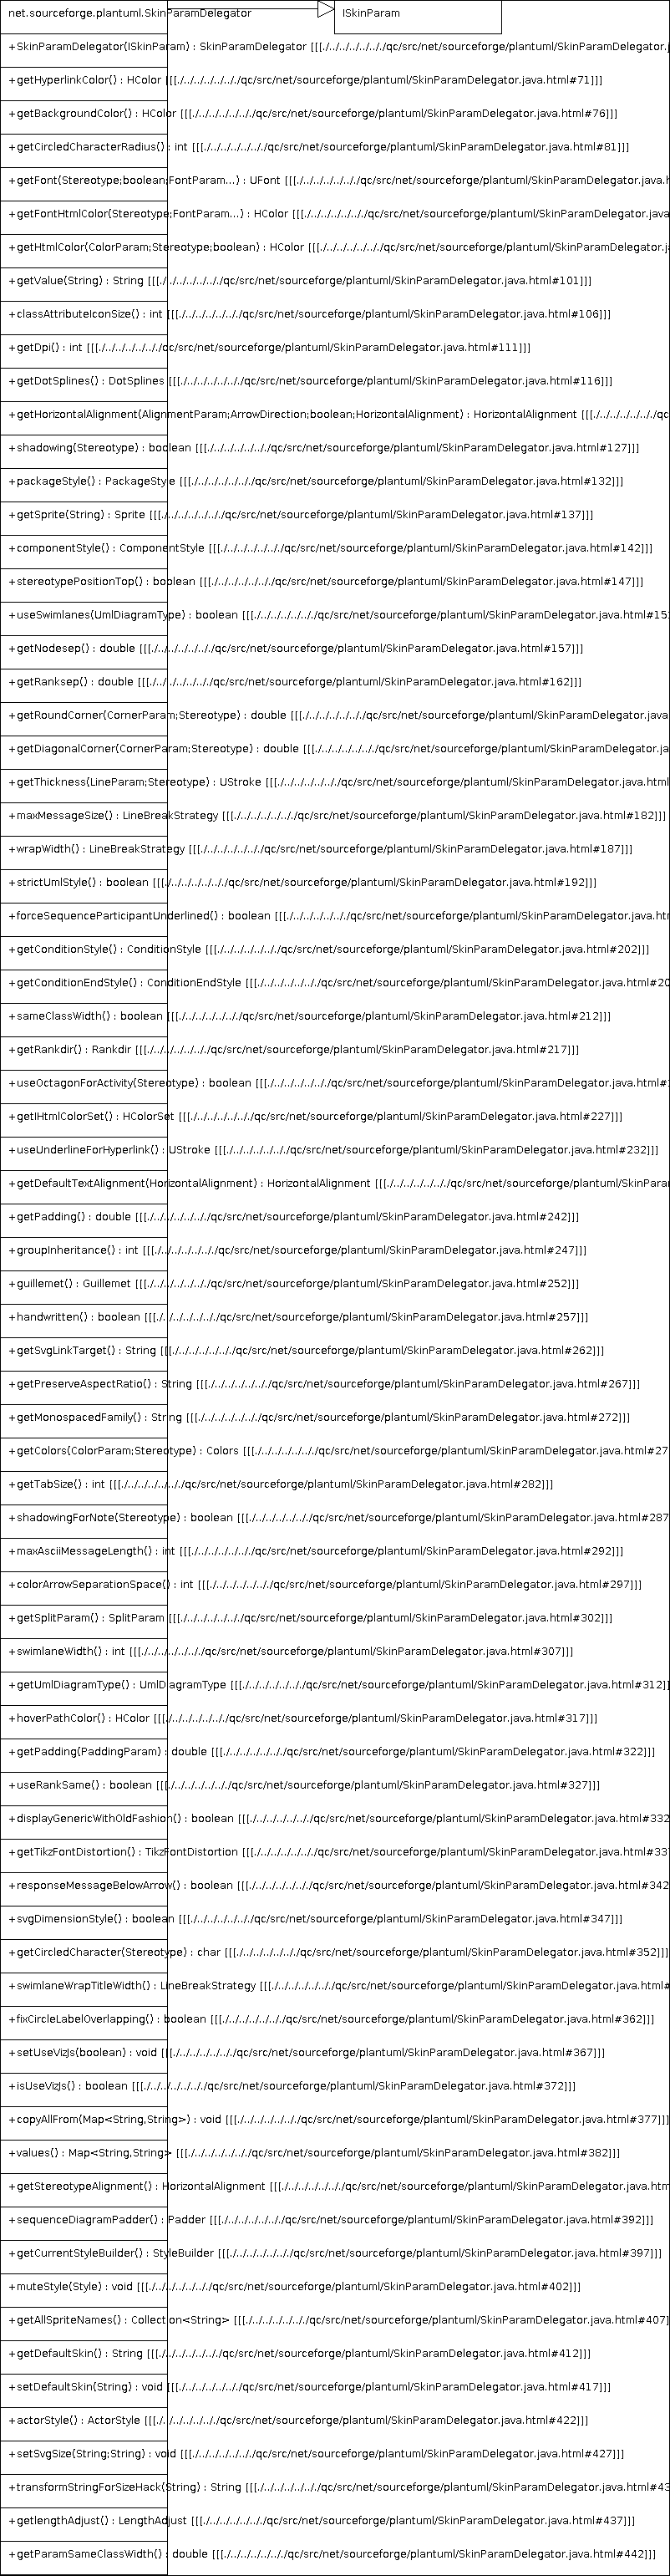 net.sourceforge.plantuml.SkinParamDelegator
ISkinParam
+SkinParamDelegator(ISkinParam) : SkinParamDelegator [[[./../../../../../qc/src/net/sourceforge/plantuml/SkinParamDelegator.j
+getHyperlinkColor() : HColor [[[./../../../../../qc/src/net/sourceforge/plantuml/SkinParamDelegator.java.html#71]]]
+getBackgroundColor() : HColor [[[./../../../../../qc/src/net/sourceforge/plantuml/SkinParamDelegator.java.html#76]]]
+getCircledCharacterRadius() : int [[[./../../../../../qc/src/net/sourceforge/plantuml/SkinParamDelegator.java.html#81]]]
+getFont(Stereotype;boolean;FontParam...) : UFont [[[./../../../../../qc/src/net/sourceforge/plantuml/SkinParamDelegator.java.h
+getFontHtmlColor(Stereotype;FontParam...) : HColor [[[./../../../../../qc/src/net/sourceforge/plantuml/SkinParamDelegator.java
+getHtmlColor(ColorParam;Stereotype;boolean) : HColor [[[./../../../../../qc/src/net/sourceforge/plantuml/SkinParamDelegator.j
+getValue(String) : String [[[./../../../../../qc/src/net/sourceforge/plantuml/SkinParamDelegator.java.html#101]]]
+classAttributeIconSize() : int [[[./../../../../../qc/src/net/sourceforge/plantuml/SkinParamDelegator.java.html#106]]]
+getDpi() : int [[[./../../../../../qc/src/net/sourceforge/plantuml/SkinParamDelegator.java.html#111]]]
+getDotSplines() : DotSplines [[[./../../../../../qc/src/net/sourceforge/plantuml/SkinParamDelegator.java.html#116]]]
+getHorizontalAlignment(AlignmentParam;ArrowDirection;boolean;HorizontalAlignment) : HorizontalAlignment [[[./../../../../../qc
+shadowing(Stereotype) : boolean [[[./../../../../../qc/src/net/sourceforge/plantuml/SkinParamDelegator.java.html#127]]]
+packageStyle() : PackageStyle [[[./../../../../../qc/src/net/sourceforge/plantuml/SkinParamDelegator.java.html#132]]]
+getSprite(String) : Sprite [[[./../../../../../qc/src/net/sourceforge/plantuml/SkinParamDelegator.java.html#137]]]
+componentStyle() : ComponentStyle [[[./../../../../../qc/src/net/sourceforge/plantuml/SkinParamDelegator.java.html#142]]]
+stereotypePositionTop() : boolean [[[./../../../../../qc/src/net/sourceforge/plantuml/SkinParamDelegator.java.html#147]]]
+useSwimlanes(UmlDiagramType) : boolean [[[./../../../../../qc/src/net/sourceforge/plantuml/SkinParamDelegator.java.html#15
+getNodesep() : double [[[./../../../../../qc/src/net/sourceforge/plantuml/SkinParamDelegator.java.html#157]]]
+getRanksep() : double [[[./../../../../../qc/src/net/sourceforge/plantuml/SkinParamDelegator.java.html#162]]]
+getRoundCorner(CornerParam;Stereotype) : double [[[./../../../../../qc/src/net/sourceforge/plantuml/SkinParamDelegator.java
+getDiagonalCorner(CornerParam;Stereotype) : double [[[./../../../../../qc/src/net/sourceforge/plantuml/SkinParamDelegator.ja
+getThickness(LineParam;Stereotype) : UStroke [[[./../../../../../qc/src/net/sourceforge/plantuml/SkinParamDelegator.java.html
+maxMessageSize() : LineBreakStrategy [[[./../../../../../qc/src/net/sourceforge/plantuml/SkinParamDelegator.java.html#182]]]
+wrapWidth() : LineBreakStrategy [[[./../../../../../qc/src/net/sourceforge/plantuml/SkinParamDelegator.java.html#187]]]
+strictUmlStyle() : boolean [[[./../../../../../qc/src/net/sourceforge/plantuml/SkinParamDelegator.java.html#192]]]
+forceSequenceParticipantUnderlined() : boolean [[[./../../../../../qc/src/net/sourceforge/plantuml/SkinParamDelegator.java.htm
+getConditionStyle() : ConditionStyle [[[./../../../../../qc/src/net/sourceforge/plantuml/SkinParamDelegator.java.html#202]]]
+getConditionEndStyle() : ConditionEndStyle [[[./../../../../../qc/src/net/sourceforge/plantuml/SkinParamDelegator.java.html#20
+sameClassWidth() : boolean [[[./../../../../../qc/src/net/sourceforge/plantuml/SkinParamDelegator.java.html#212]]]
+getRankdir() : Rankdir [[[./../../../../../qc/src/net/sourceforge/plantuml/SkinParamDelegator.java.html#217]]]
+useOctagonForActivity(Stereotype) : boolean [[[./../../../../../qc/src/net/sourceforge/plantuml/SkinParamDelegator.java.html#
+getIHtmlColorSet() : HColorSet [[[./../../../../../qc/src/net/sourceforge/plantuml/SkinParamDelegator.java.html#227]]]
+useUnderlineForHyperlink() : UStroke [[[./../../../../../qc/src/net/sourceforge/plantuml/SkinParamDelegator.java.html#232]]]
+getDefaultTextAlignment(HorizontalAlignment) : HorizontalAlignment [[[./../../../../../qc/src/net/sourceforge/plantuml/SkinParam
+getPadding() : double [[[./../../../../../qc/src/net/sourceforge/plantuml/SkinParamDelegator.java.html#242]]]
+groupInheritance() : int [[[./../../../../../qc/src/net/sourceforge/plantuml/SkinParamDelegator.java.html#247]]]
+guillemet() : Guillemet [[[./../../../../../qc/src/net/sourceforge/plantuml/SkinParamDelegator.java.html#252]]]
+handwritten() : boolean [[[./../../../../../qc/src/net/sourceforge/plantuml/SkinParamDelegator.java.html#257]]]
+getSvgLinkTarget() : String [[[./../../../../../qc/src/net/sourceforge/plantuml/SkinParamDelegator.java.html#262]]]
+getPreserveAspectRatio() : String [[[./../../../../../qc/src/net/sourceforge/plantuml/SkinParamDelegator.java.html#267]]]
+getMonospacedFamily() : String [[[./../../../../../qc/src/net/sourceforge/plantuml/SkinParamDelegator.java.html#272]]]
+getColors(ColorParam;Stereotype) : Colors [[[./../../../../../qc/src/net/sourceforge/plantuml/SkinParamDelegator.java.html#27
+getTabSize() : int [[[./../../../../../qc/src/net/sourceforge/plantuml/SkinParamDelegator.java.html#282]]]
+shadowingForNote(Stereotype) : boolean [[[./../../../../../qc/src/net/sourceforge/plantuml/SkinParamDelegator.java.html#287
+maxAsciiMessageLength() : int [[[./../../../../../qc/src/net/sourceforge/plantuml/SkinParamDelegator.java.html#292]]]
+colorArrowSeparationSpace() : int [[[./../../../../../qc/src/net/sourceforge/plantuml/SkinParamDelegator.java.html#297]]]
+getSplitParam() : SplitParam [[[./../../../../../qc/src/net/sourceforge/plantuml/SkinParamDelegator.java.html#302]]]
+swimlaneWidth() : int [[[./../../../../../qc/src/net/sourceforge/plantuml/SkinParamDelegator.java.html#307]]]
+getUmlDiagramType() : UmlDiagramType [[[./../../../../../qc/src/net/sourceforge/plantuml/SkinParamDelegator.java.html#312]]]
+hoverPathColor() : HColor [[[./../../../../../qc/src/net/sourceforge/plantuml/SkinParamDelegator.java.html#317]]]
+getPadding(PaddingParam) : double [[[./../../../../../qc/src/net/sourceforge/plantuml/SkinParamDelegator.java.html#322]]]
+useRankSame() : boolean [[[./../../../../../qc/src/net/sourceforge/plantuml/SkinParamDelegator.java.html#327]]]
+displayGenericWithOldFashion() : boolean [[[./../../../../../qc/src/net/sourceforge/plantuml/SkinParamDelegator.java.html#332
+getTikzFontDistortion() : TikzFontDistortion [[[./../../../../../qc/src/net/sourceforge/plantuml/SkinParamDelegator.java.html#33
+responseMessageBelowArrow() : boolean [[[./../../../../../qc/src/net/sourceforge/plantuml/SkinParamDelegator.java.html#342
+svgDimensionStyle() : boolean [[[./../../../../../qc/src/net/sourceforge/plantuml/SkinParamDelegator.java.html#347]]]
+getCircledCharacter(Stereotype) : char [[[./../../../../../qc/src/net/sourceforge/plantuml/SkinParamDelegator.java.html#352]]]
+swimlaneWrapTitleWidth() : LineBreakStrategy [[[./../../../../../qc/src/net/sourceforge/plantuml/SkinParamDelegator.java.html#
+fixCircleLabelOverlapping() : boolean [[[./../../../../../qc/src/net/sourceforge/plantuml/SkinParamDelegator.java.html#362]]]
+setUseVizJs(boolean) : void [[[./../../../../../qc/src/net/sourceforge/plantuml/SkinParamDelegator.java.html#367]]]
+isUseVizJs() : boolean [[[./../../../../../qc/src/net/sourceforge/plantuml/SkinParamDelegator.java.html#372]]]
+copyAllFrom(Map<String,String>) : void [[[./../../../../../qc/src/net/sourceforge/plantuml/SkinParamDelegator.java.html#377]]]
+values() : Map<String,String> [[[./../../../../../qc/src/net/sourceforge/plantuml/SkinParamDelegator.java.html#382]]]
+getStereotypeAlignment() : HorizontalAlignment [[[./../../../../../qc/src/net/sourceforge/plantuml/SkinParamDelegator.java.htm
+sequenceDiagramPadder() : Padder [[[./../../../../../qc/src/net/sourceforge/plantuml/SkinParamDelegator.java.html#392]]]
+getCurrentStyleBuilder() : StyleBuilder [[[./../../../../../qc/src/net/sourceforge/plantuml/SkinParamDelegator.java.html#397]]]
+muteStyle(Style) : void [[[./../../../../../qc/src/net/sourceforge/plantuml/SkinParamDelegator.java.html#402]]]
+getAllSpriteNames() : Collection<String> [[[./../../../../../qc/src/net/sourceforge/plantuml/SkinParamDelegator.java.html#407]
+getDefaultSkin() : String [[[./../../../../../qc/src/net/sourceforge/plantuml/SkinParamDelegator.java.html#412]]]
+setDefaultSkin(String) : void [[[./../../../../../qc/src/net/sourceforge/plantuml/SkinParamDelegator.java.html#417]]]
+actorStyle() : ActorStyle [[[./../../../../../qc/src/net/sourceforge/plantuml/SkinParamDelegator.java.html#422]]]
+setSvgSize(String;String) : void [[[./../../../../../qc/src/net/sourceforge/plantuml/SkinParamDelegator.java.html#427]]]
+transformStringForSizeHack(String) : String [[[./../../../../../qc/src/net/sourceforge/plantuml/SkinParamDelegator.java.html#43
+getlengthAdjust() : LengthAdjust [[[./../../../../../qc/src/net/sourceforge/plantuml/SkinParamDelegator.java.html#437]]]
+getParamSameClassWidth() : double [[[./../../../../../qc/src/net/sourceforge/plantuml/SkinParamDelegator.java.html#442]]]